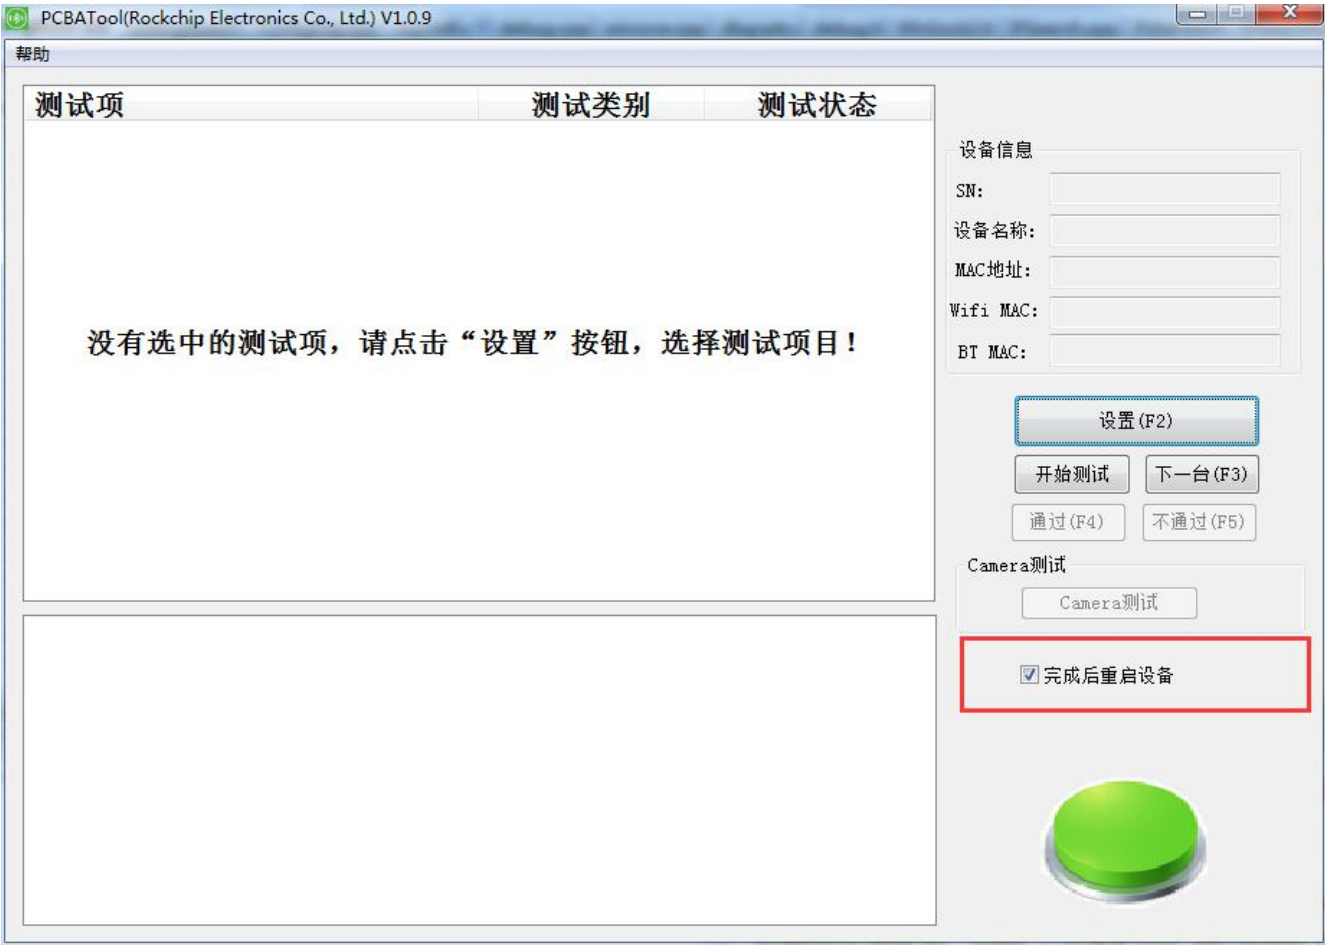 PCBATool(Rockchip Electronics Co., Ltd.) V1.0.9
帮助
测试项 测试类别 测试状态
没有选中的测试项，请点击“设置”按钮，选择测试项目！
设备信息
SN:
设备名称:
MAC地址:
Wifi MAC:
BT MAC:
设置(F2)
开始测试 下一台(F3)
通过(F4) 不通过(F5)
Camera测试
Camera测试
完成后重启设备